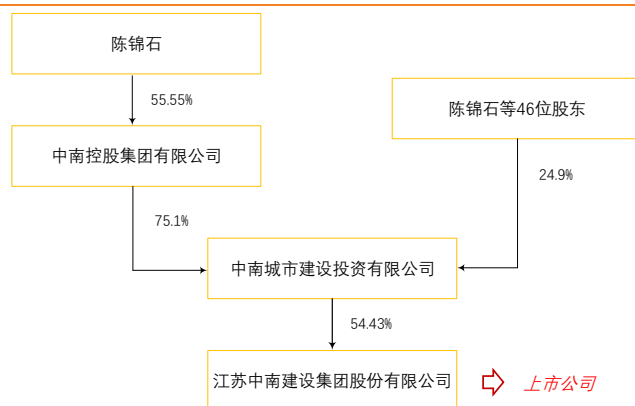 陈锦石
55.55%
陈锦石等46位股东
中南控股集团有限公司
24.9%
75.1%
中南城市建设投资有限公司
54.43%
江苏中南建设集团股份有限公司
上市公司